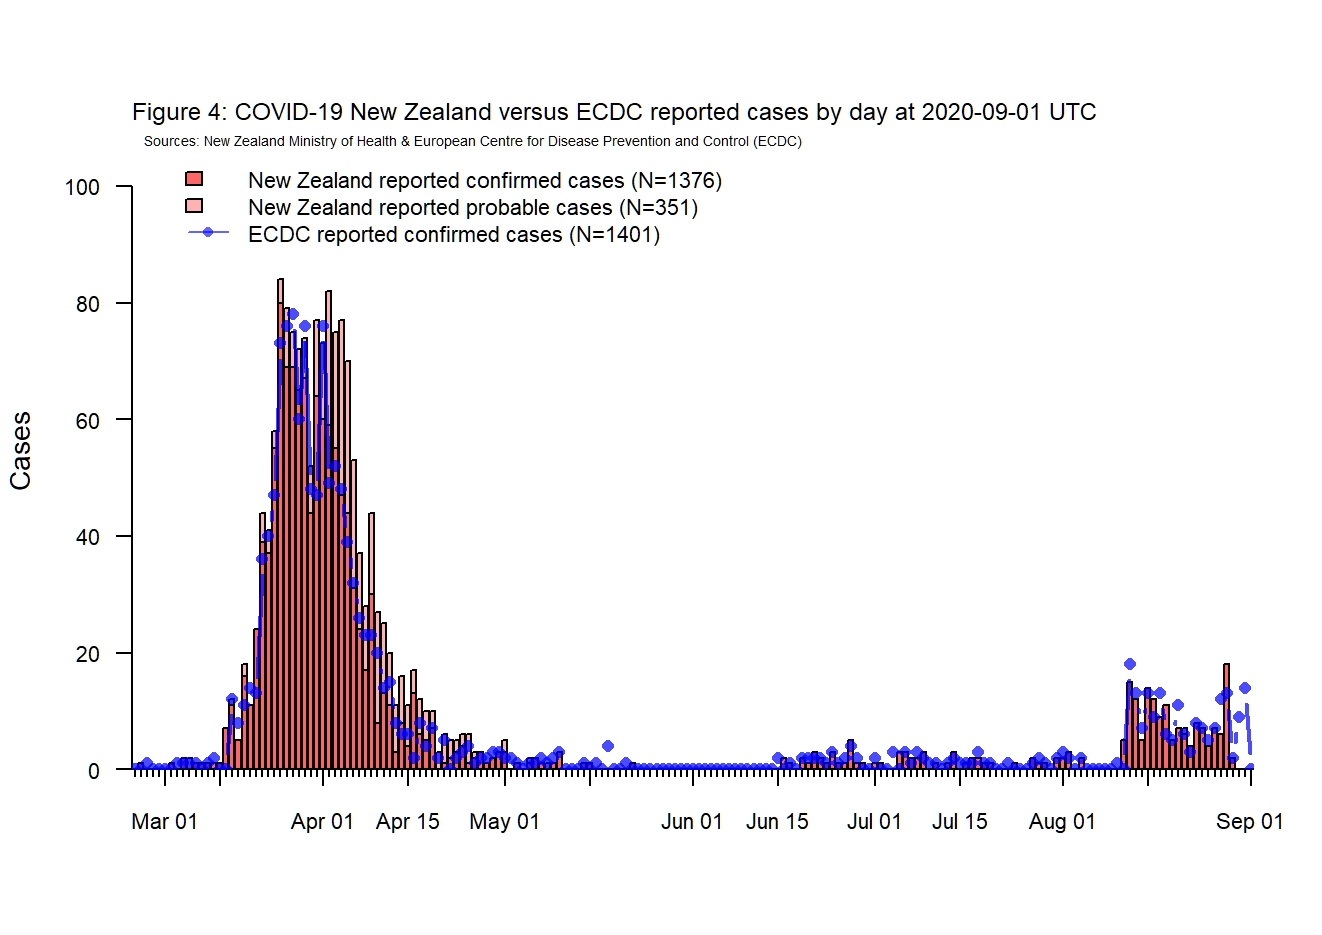 Figure 4: COVID-19 New Zealand versus ECDC reported cases by day at 2020-09-01 UTC
Sources: New Zealand Ministry of Health & European Centre for Disease Prevention and Control (ECDC)
New Zealand reported confirmed cases (N=1376)
New Zealand reported probable cases (N=351)
ECDC reported confirmed cases (N=1401)
100
80
60
40
20
0
Cases
Mar 01 Apr 01 Apr 15 May 01 Jun 01 Jun 15 Jul 01 Jul 15 Aug 01 Sep 01